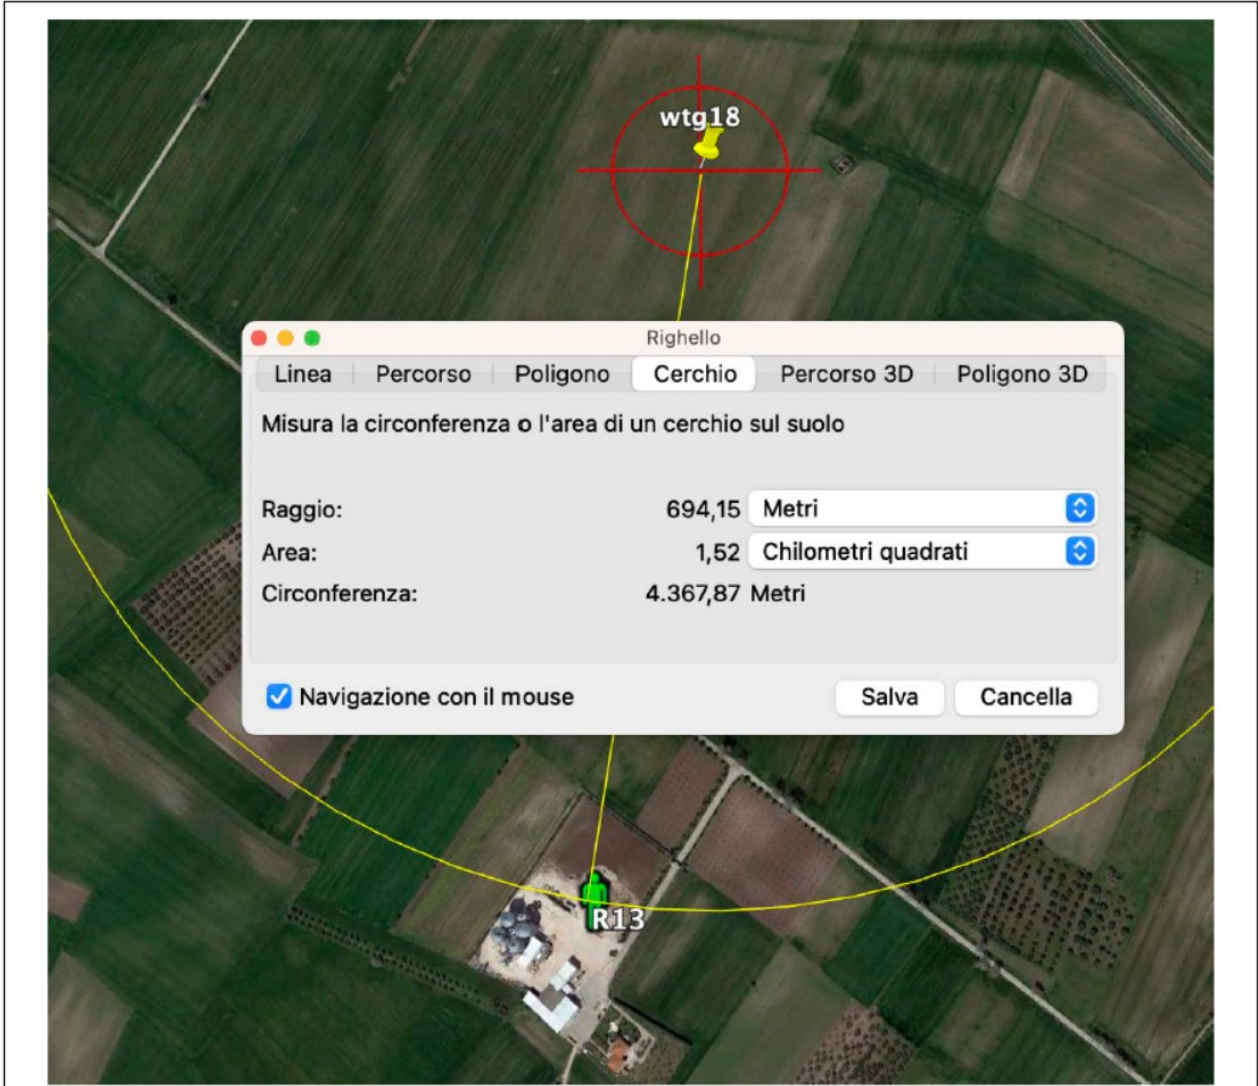 wtg18
Righello
Linea Percorso Poligono Cerchio Percorso 3D Poligono 3D
Misura la circonferenza o l'area di un cerchio sul suolo
Raggio: 694,15 Metri
Area: 1,52 Chilometri quadrati
Circonferenza: 4.367,87 Metri
Navigazione con il mouse Salva Cancella
R13